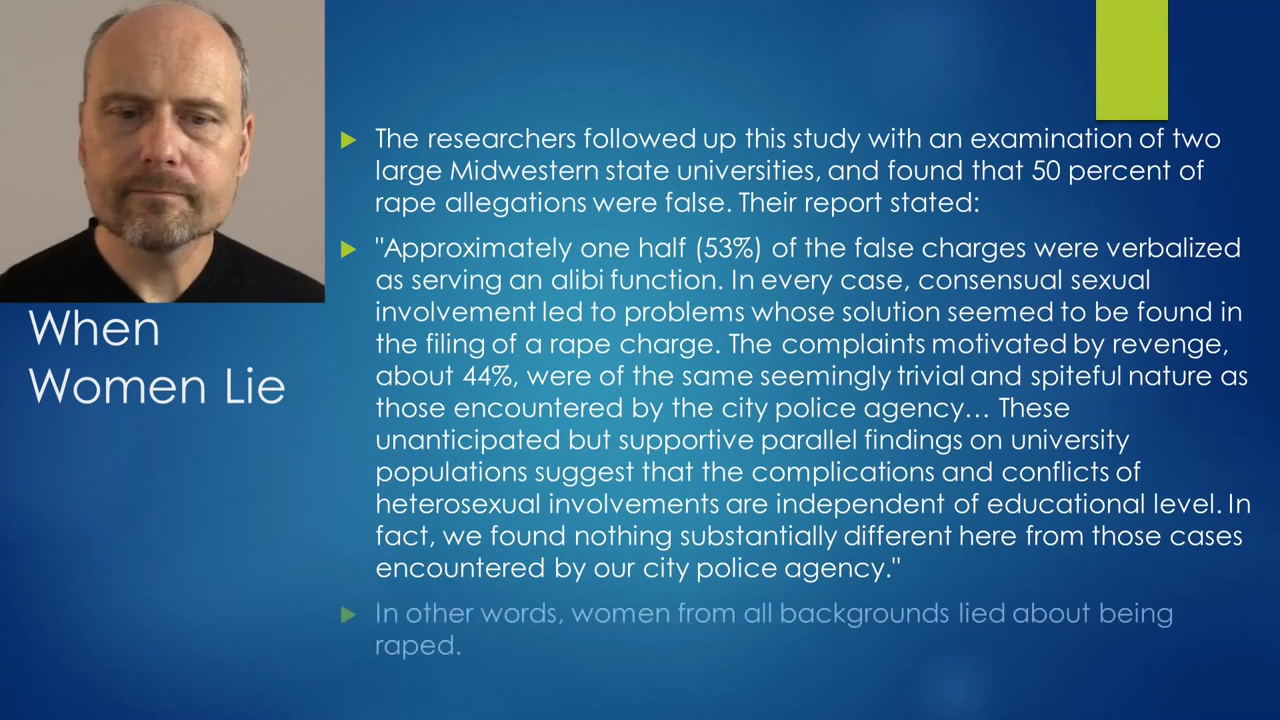 When
Women Lie
The researchers followed up this study with an examination of two
large Midwestern state universities, and found that 50 percent of
rape allegations were false. Their report stated:
"Approximately one half (53%) of the false charges were verbalized
as serving an alibi function. In every case, consensual sexual
involvement led to problems whose solution seemed to be found in
the filing of a rape charge. The complaints motivated by revenge,
about 44%, were of the same seemingly trivial and spiteful nature as
those encountered by the city police agency… These
unanticipated but supportive parallel findings on university
populations suggest that the complications and conflicts of
heterosexual involvements are independent of educational level. In
fact, we found nothing substantially different here from those cases
encountered by our city police agency."
In other words, women from all backgrounds lied about being
raped.